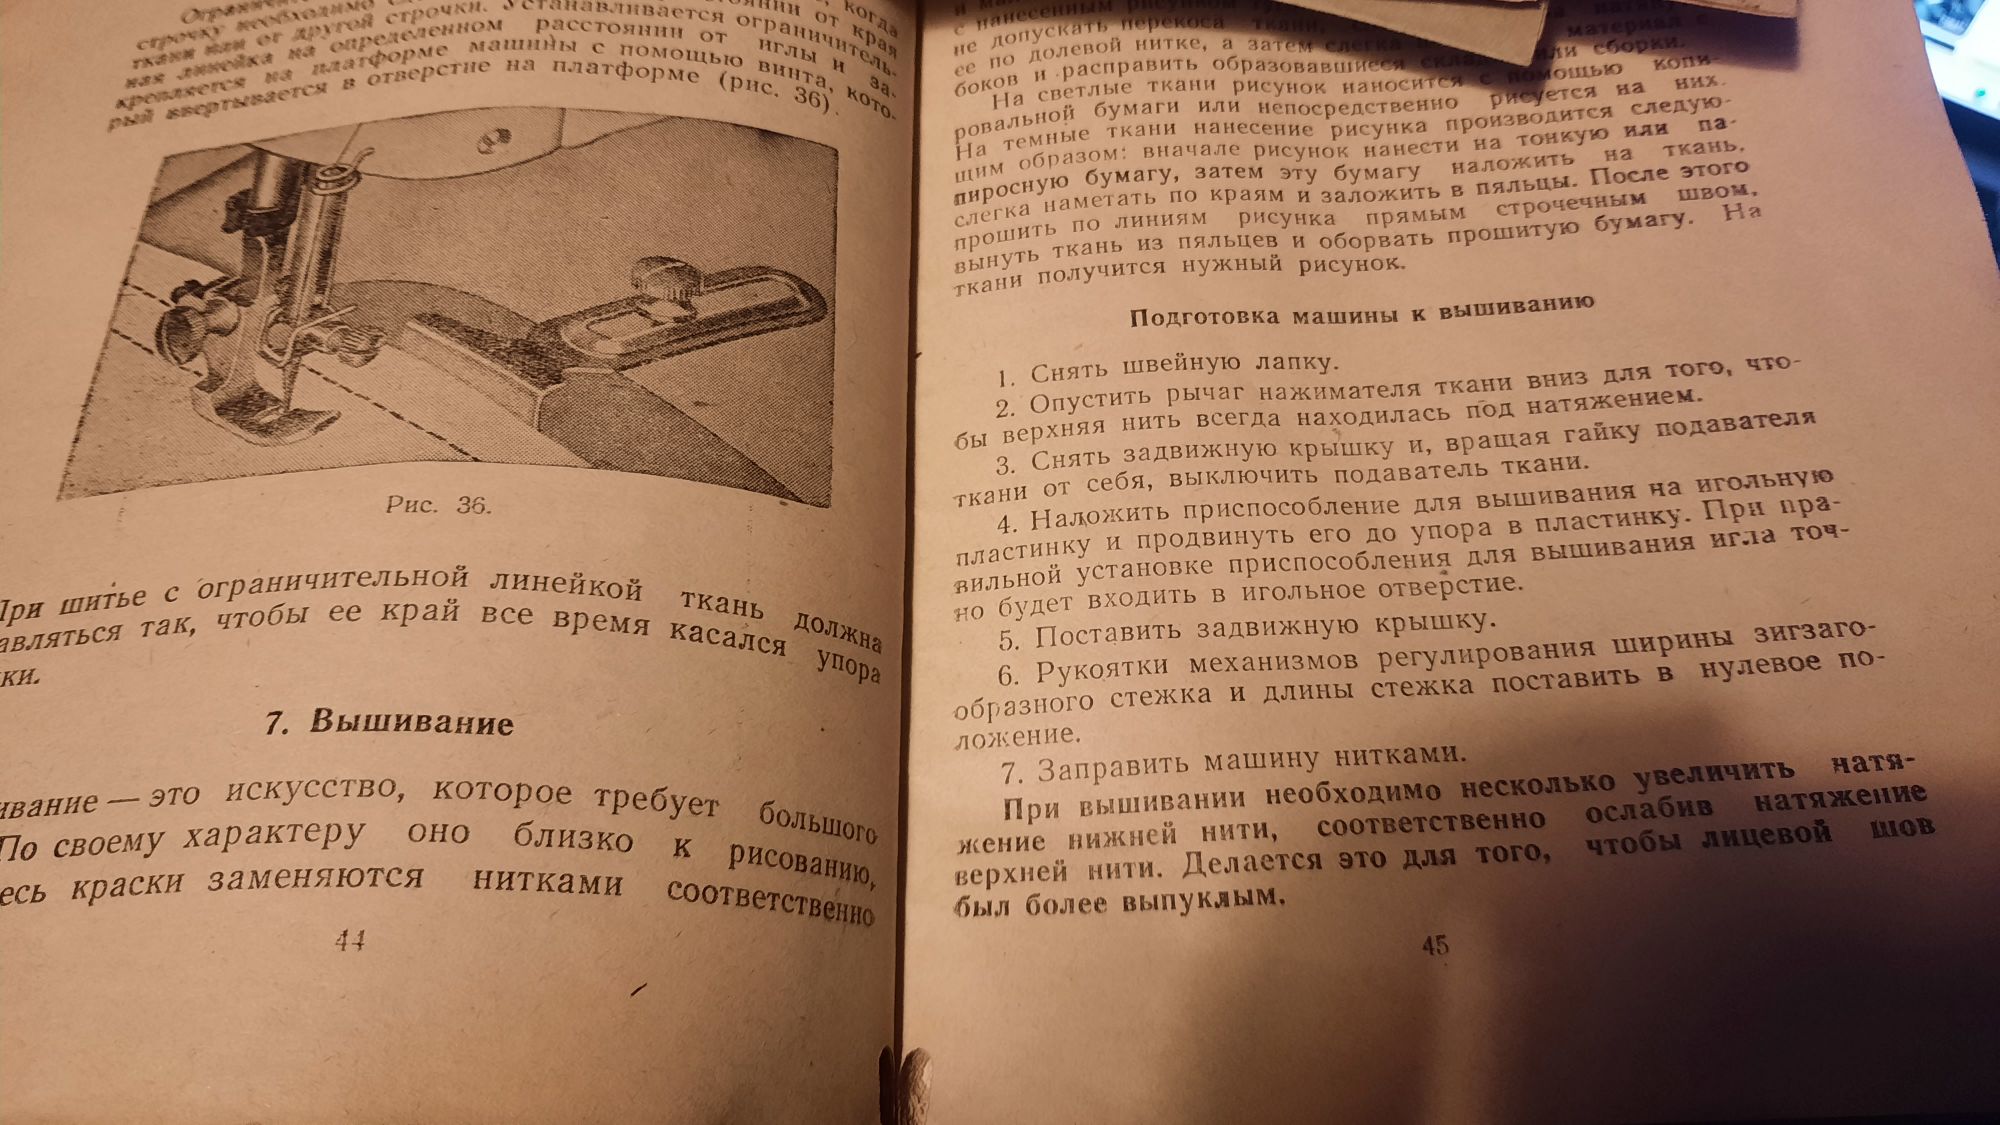 когда
строчку необходимо от края
ткани или от другой строчки. Устанавливается ограничитель-
ная линейка на определенном расстоянии от иглы и за-
крепляется на платформе машины с помощью винта, кото-
рый ввертывается в отверстие на платформе (рис. 36).
Рис. 36.
При шитье с ограничительной линейкой ткань должна
авляться так, чтобы ее край все время касался упора
ки.
7. Вышивание
ивание — это искусство, которое требует большого
По своему характеру оно близко к рисованию,
есь краски заменяются нитками соответственно
44
с нанесенным рисунком
не допускать перекоса ткани,
ее по долевой нитке, а затем слегка материал с
боков и расправить образовавшиеся или сборки.
На светлые ткани рисунок наносится с помощью копи-
ровальной бумаги или непосредственно рисуется на них.
На темные ткани нанесение рисунка производится следую-
щим образом: вначале рисунок нанести на тонкую или па-
пиросную бумагу, затем эту бумагу наложить на ткань,
слегка наметать по краям и заложить в пяльцы. После этого
прошить по линиям рисунка прямым строчечным швом,
вынуть ткань из пяльцев и оборвать прошитую бумагу. На
ткани получится нужный рисунок.
Подготовка машины к вышиванию
1. Снять швейную лапку.
2. Опустить рычаг нажимателя ткани вниз для того, что-
бы верхняя нить всегда находилась под натяжением.
3. Снять задвижную крышку и, вращая гайку подавателя
ткани от себя, выключить подаватель ткани.
4. Наложить приспособление для вышивания на игольную
пластинку и продвинуть его до упора в пластинку. При пра-
вильной установке приспособления для вышивания игла точ-
но будет входить в игольное отверстие.
5. Поставить задвижную крышку.
6. Рукоятки механизмов регулирования ширины зигзаго-
образного стежка и длины стежка поставить в нулевое по-
ложение.
7. Заправить машину нитками.
При вышивании необходимо несколько увеличить натя-
жение нижней нити, соответственно ослабив натяжение
верхней нити. Делается это для того, чтобы лицевой шов
был более выпуклым.
45